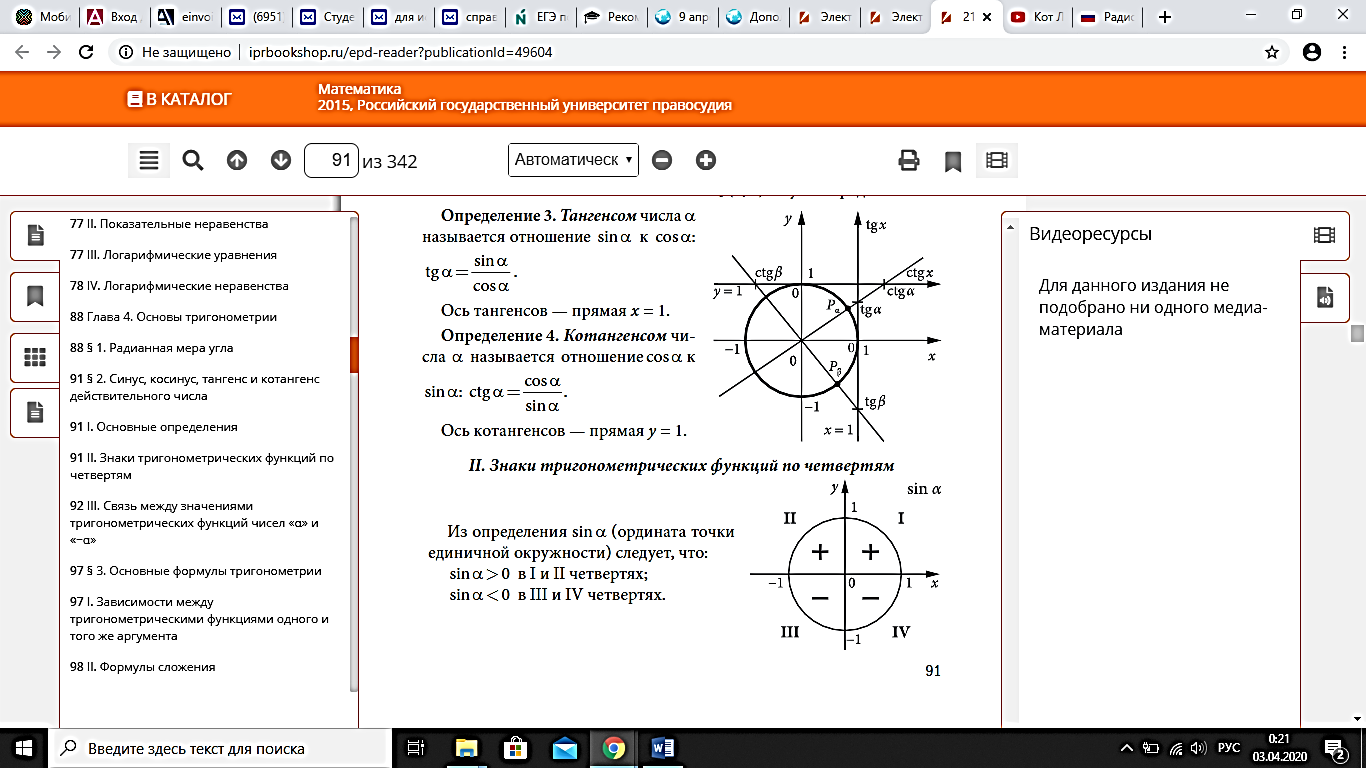 Моби
Вход
einvoi
(6951)
Студе
для и
справ
ЕГЭ п
Реком
9 апр
Допо.
Элект
Элект
21
Кот Л
Радис
Не защищено | iprbookshop.ru/epd-reader?publicationId=49604
В КАТАЛОГ
Математика
2015, Российский государственный университет правосудия
91 из 342
Автоматическ
77 II. Показательные неравенства
77 III. Логарифмические уравнения
78 IV. Логарифмические неравенства
88 Глава 4. Основы тригонометрии
88 § 1. Радианная мера угла
91 § 2. Синус, косинус, тангенс и котангенс
действительного числа
91 I. Основные определения
91 II. Знаки тригонометрических функций по
четвертям
92 III. Связь между значениями
тригонометрических функций чисел «α» и
«−α»
97 § 3. Основные формулы тригонометрии
97 I. Зависимости между
тригонометрическими функциями одного и
того же аргумента
98 II. Формулы сложения
Определение 3. Тангенсом числа α
называется отношение sin α к cos α:
tg α = sin α / cos α.
Ось тангенсов — прямая x = 1.
Определение 4. Котангенсом чи-
сла α называется отношение cos α к
sin α: ctg α = cos α / sin α.
Ось котангенсов — прямая y = 1.
y
tg x
ctg β
1
ctg x
y = 1
0
Pα
tg α
ctg α
−1
0
0
1
x
Pβ
−1
tg β
x = 1
II. Знаки тригонометрических функций по четвертям
Из определения sin α (ордината точки
единичной окружности) следует, что:
sin α > 0 в I и II четвертях;
sin α < 0 в III и IV четвертях.
y
sin α
1
II
I
+ +
−1
0
1
x
− −
III
IV
−1
91
Видеоресурсы
Для данного издания не
подобрано ни одного медиа-
материала
Введите здесь текст для поиска
РУС
0:21
03.04.2020
2